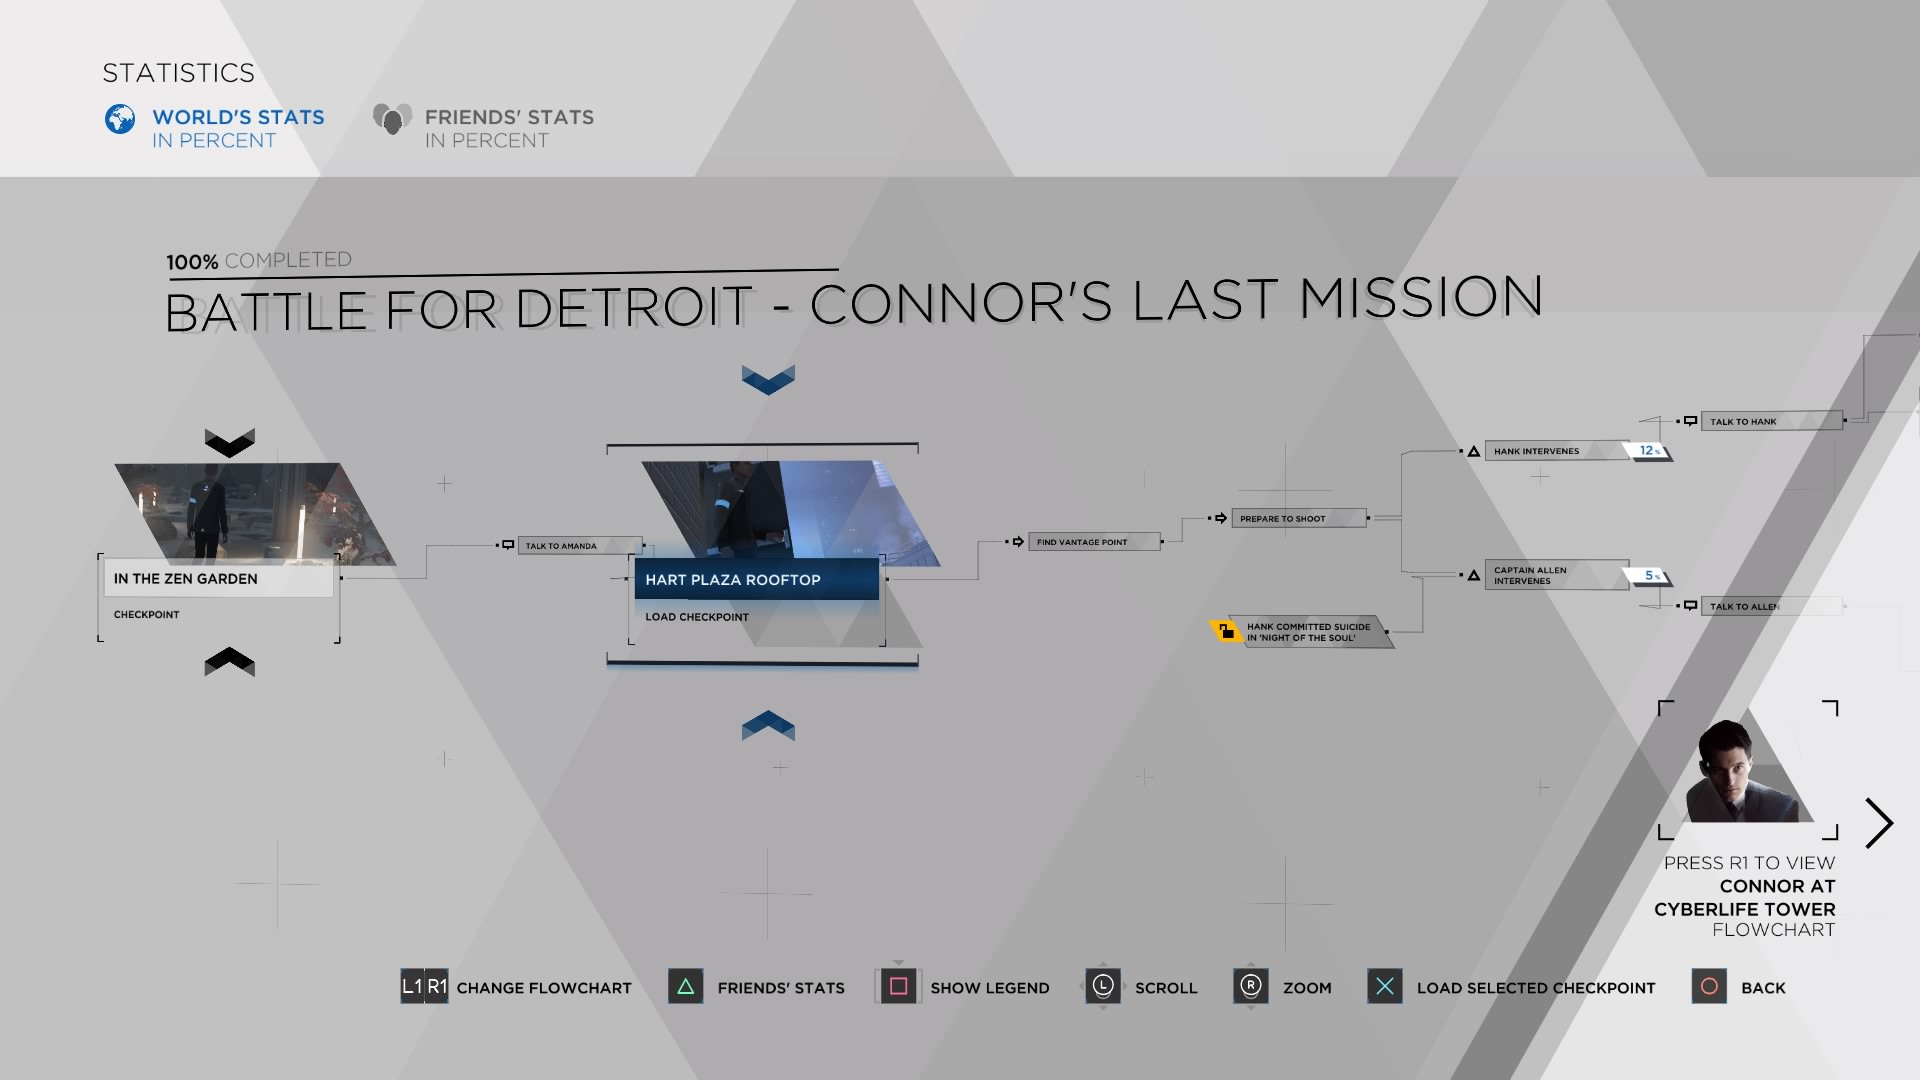 STATISTICS
WORLD'S STATS
IN PERCENT
FRIENDS' STATS
IN PERCENT
100% COMPLETED
BATTLE FOR DETROIT - CONNOR'S LAST MISSION
IN THE ZEN GARDEN
CHECKPOINT
TALK TO AMANDA
HART PLAZA ROOFTOP
LOAD CHECKPOINT
FIND VANTAGE POINT
PREPARE TO SHOOT
HANK INTERVENES
12%
TALK TO HANK
CAPTAIN ALLEN
INTERVENES
5%
TALK TO ALLEN
HANK COMMITTED SUICIDE
IN 'NIGHT OF THE SOUL'
PRESS R1 TO VIEW
CONNOR AT
CYBERLIFE TOWER
FLOWCHART
L1 R1 CHANGE FLOWCHART
FRIENDS' STATS
SHOW LEGEND
L SCROLL
R ZOOM
LOAD SELECTED CHECKPOINT
BACK